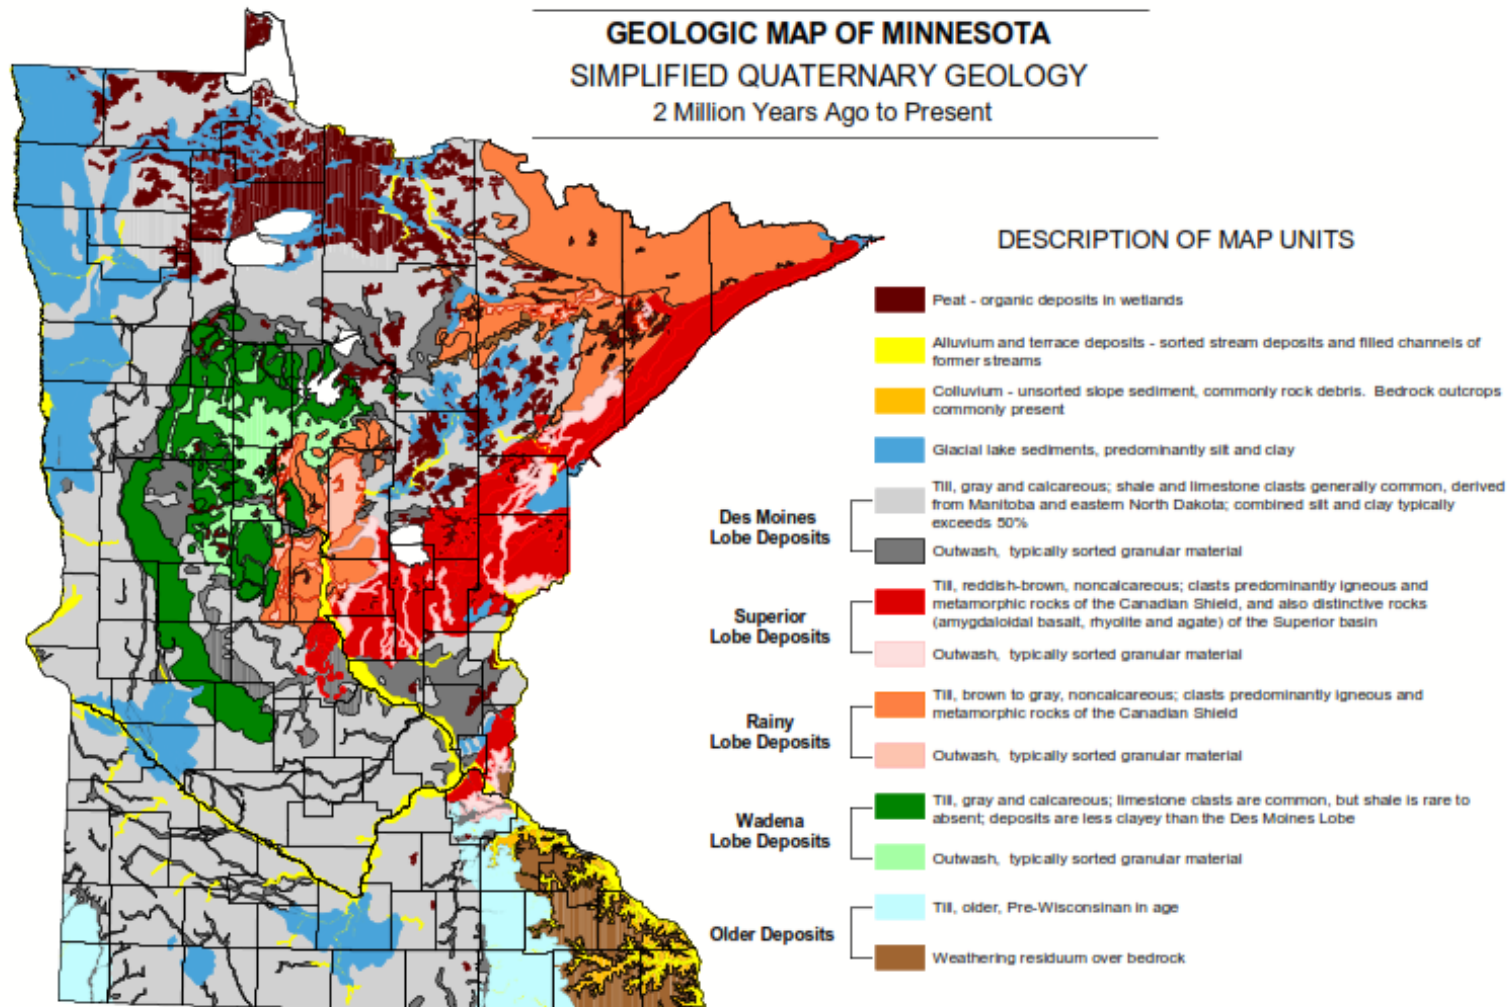 GEOLOGIC MAP OF MINNESOTA
SIMPLIFIED QUATERNARY GEOLOGY
2 Million Years Ago to Present
DESCRIPTION OF MAP UNITS
Peat - organic deposits in wetlands
Alluvium and terrace deposits - sorted stream deposits and filled channels of
former streams
Colluvium - unsorted slope sediment, commonly rock debris. Bedrock outcrops
commonly present
Glacial lake sediments, predominantly silt and clay
Des Moines
Lobe Deposits
Till, gray and calcareous; shale and limestone clasts generally common, derived
from Manitoba and eastern North Dakota; combined silt and clay typically
exceeds 50%
Outwash, typically sorted granular material
Superior
Lobe Deposits
Till, reddish-brown, noncalcareous; clasts predominantly igneous and
metamorphic rocks of the Canadian Shield, and also distinctive rocks
(amygdaloidal basalt, rhyolite and agate) of the Superior basin
Outwash, typically sorted granular material
Rainy
Lobe Deposits
Till, brown to gray, noncalcareous; clasts predominantly igneous and
metamorphic rocks of the Canadian Shield
Outwash, typically sorted granular material
Wadena
Lobe Deposits
Till, gray and calcareous; limestone clasts are common, but shale is rare to
absent; deposits are less clayey than the Des Moines Lobe
Outwash, typically sorted granular material
Older Deposits
Till, older, Pre-Wisconsinan in age
Weathering residuum over bedrock